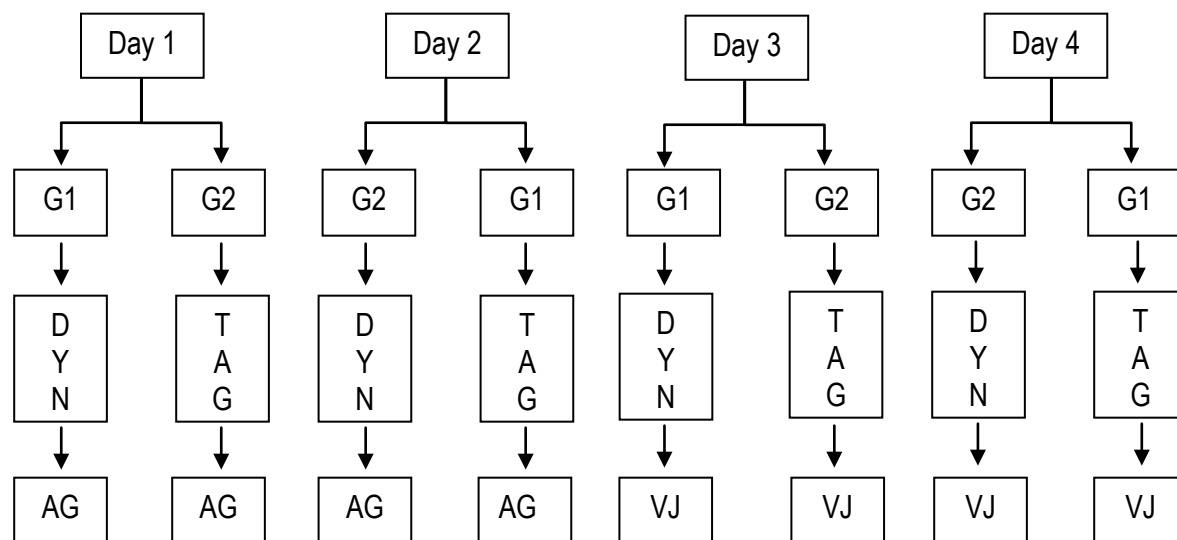 Day 1 Day 2 Day 3 Day 4
G1 G2 G2 G1 G1 G2 G2 G1
D T D T D T D T
Y A Y A Y A Y A
N G N G N G N G
AG AG AG AG VJ VJ VJ VJ